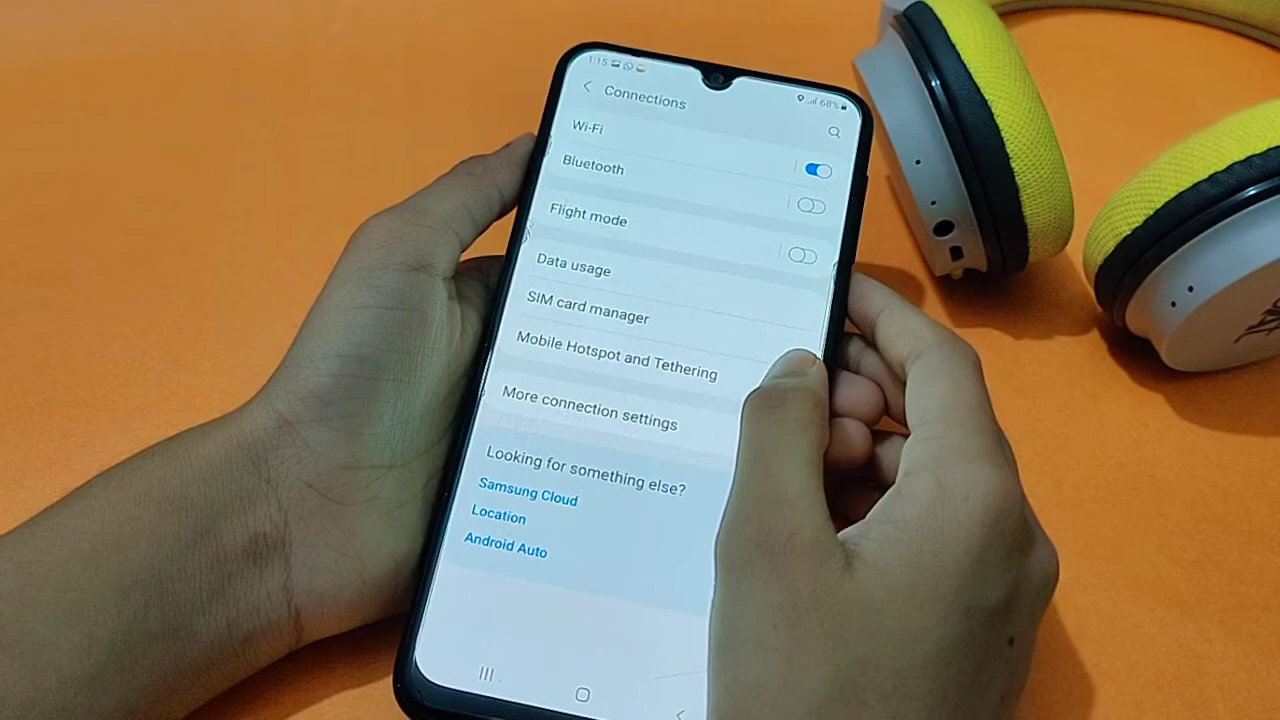 1:15
68%
Connections
Wi-Fi
Bluetooth
Flight mode
Data usage
SIM card manager
Mobile Hotspot and Tethering
More connection settings
Looking for something else?
Samsung Cloud
Location
Android Auto